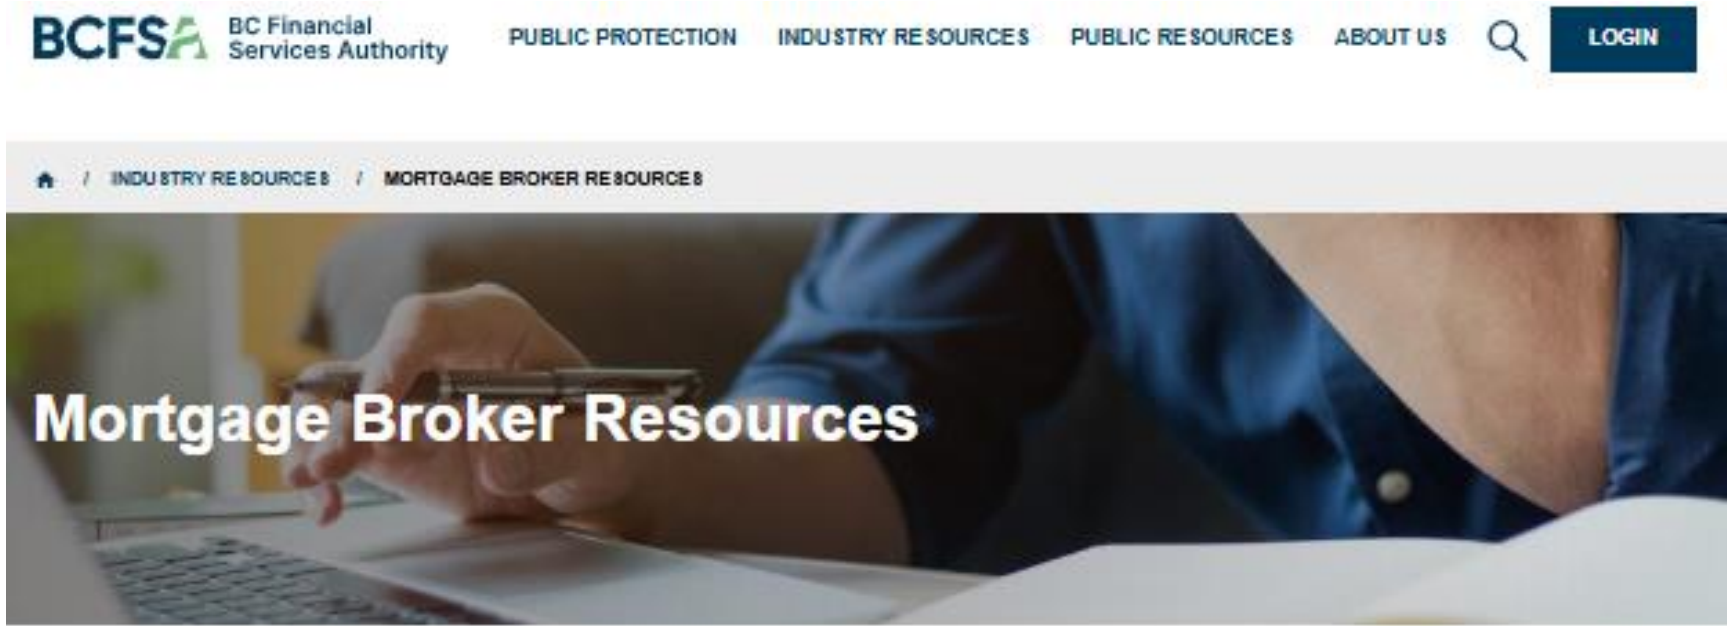 BCFSA BC Financial
Services Authority
PUBLIC PROTECTION INDUSTRY RESOURCES PUBLIC RESOURCES ABOUT US LOGIN
/ INDUSTRY RESOURCES / MORTGAGE BROKER RESOURCES
Mortgage Broker Resources